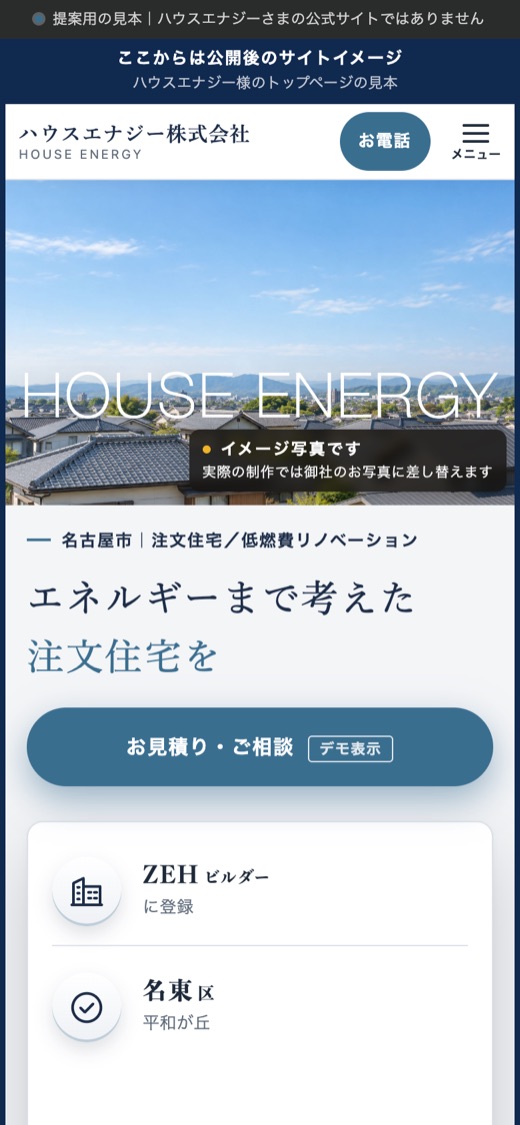 提案用の見本｜ハウスエナジーさまの公式サイトではありません
ここからは公開後のサイトイメージ
ハウスエナジー様のトップページの見本
ハウスエナジー株式会社
HOUSE ENERGY
お電話
メニュー
HOUSE ENERGY
イメージ写真です
実際の制作では御社のお写真に差し替えます
名古屋市｜注文住宅／低燃費リノベーション
エネルギーまで考えた
注文住宅を
お見積り・ご相談 デモ表示
ZEH ビルダー
に登録
名東 区
平和が丘